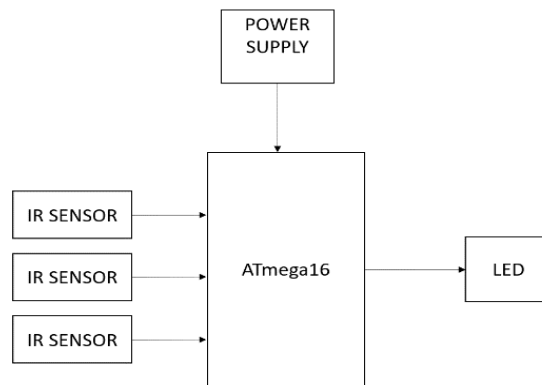 POWER
SUPPLY
IR SENSOR
IR SENSOR
IR SENSOR
ATmega16
LED